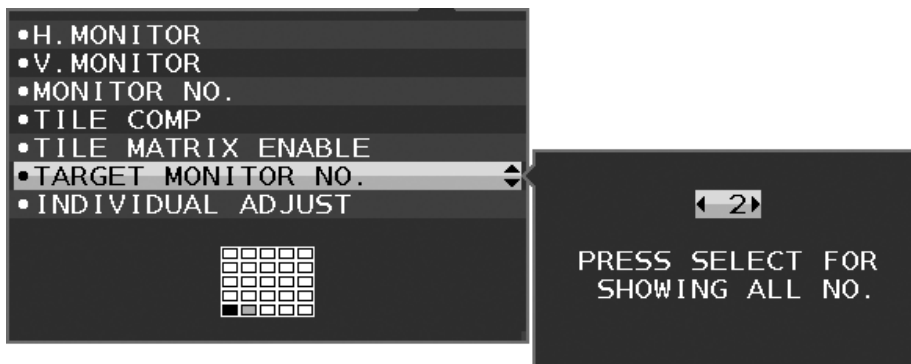 •H.MONITOR
•V.MONITOR
•MONITOR NO.
•TILE COMP
•TILE MATRIX ENABLE
•TARGET MONITOR NO.
•INDIVIDUAL ADJUST
2
PRESS SELECT FOR
SHOWING ALL NO.